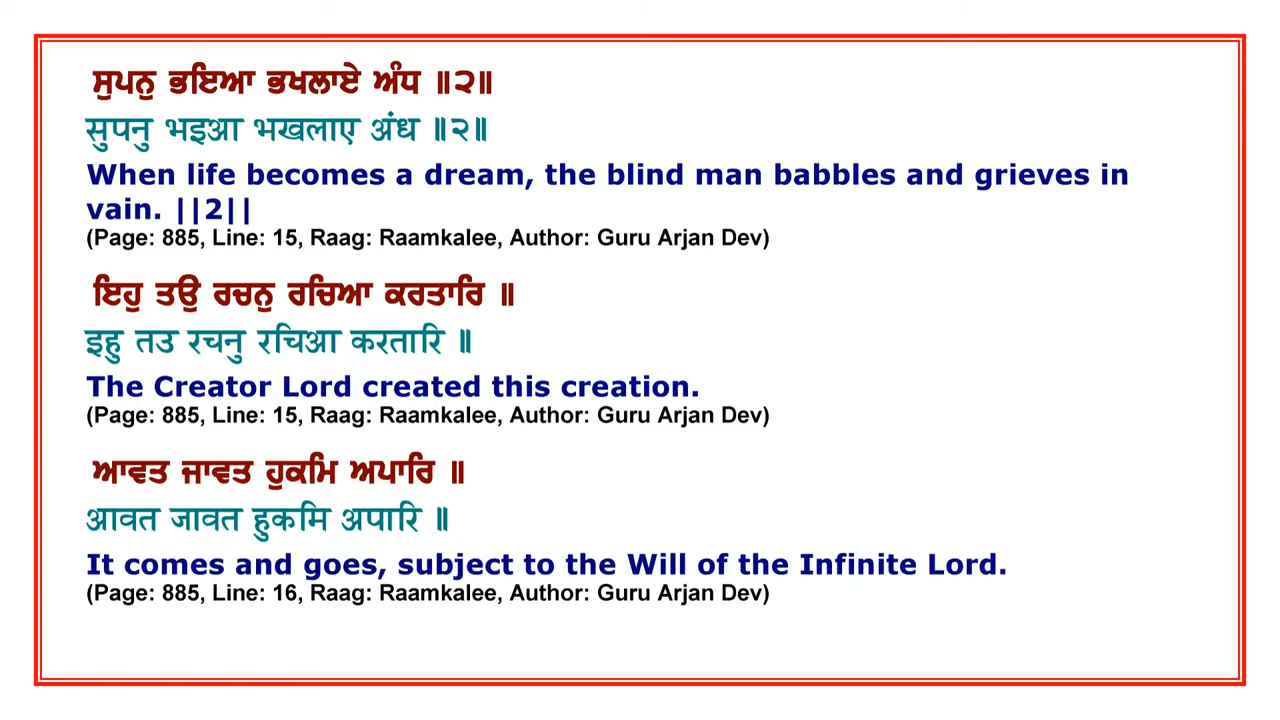 ਸੁਪਨੁ ਭਇਆ ਭਖਲਾਏ ਅੰਧ ॥੨॥
सुपनु भइआ भखलाए अंध ॥२॥
When life becomes a dream, the blind man babbles and grieves in
vain. ||2||
(Page: 885, Line: 15, Raag: Raamkalee, Author: Guru Arjan Dev)
ਇਹੁ ਤਉ ਰਚਨੁ ਰਚਿਆ ਕਰਤਾਰਿ ॥
इहु तउ रचनु रचिआ करतारि ॥
The Creator Lord created this creation.
(Page: 885, Line: 15, Raag: Raamkalee, Author: Guru Arjan Dev)
ਆਵਤ ਜਾਵਤ ਹੁਕਮਿ ਅਪਾਰਿ ॥
आवत जावत हुकमि अपारि ॥
It comes and goes, subject to the Will of the Infinite Lord.
(Page: 885, Line: 16, Raag: Raamkalee, Author: Guru Arjan Dev)